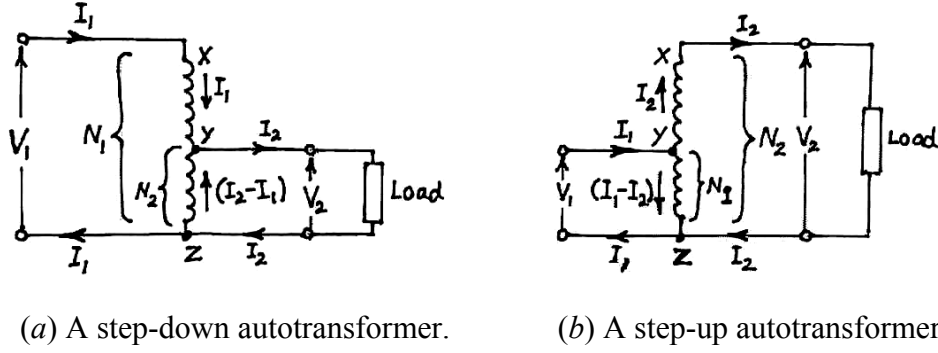 I₁
X
I₁
N₁
V₁
Y
I₂
N₂
(I₂-I₁)
V₂
Load
I₁
Z
I₂
I₂
X
I₂
I₁
Y
N₂
V₂
Load
V₁
(I₁-I₂)
N₁
I₁
Z
I₂
(a) A step-down autotransformer.
(b) A step-up autotransformer